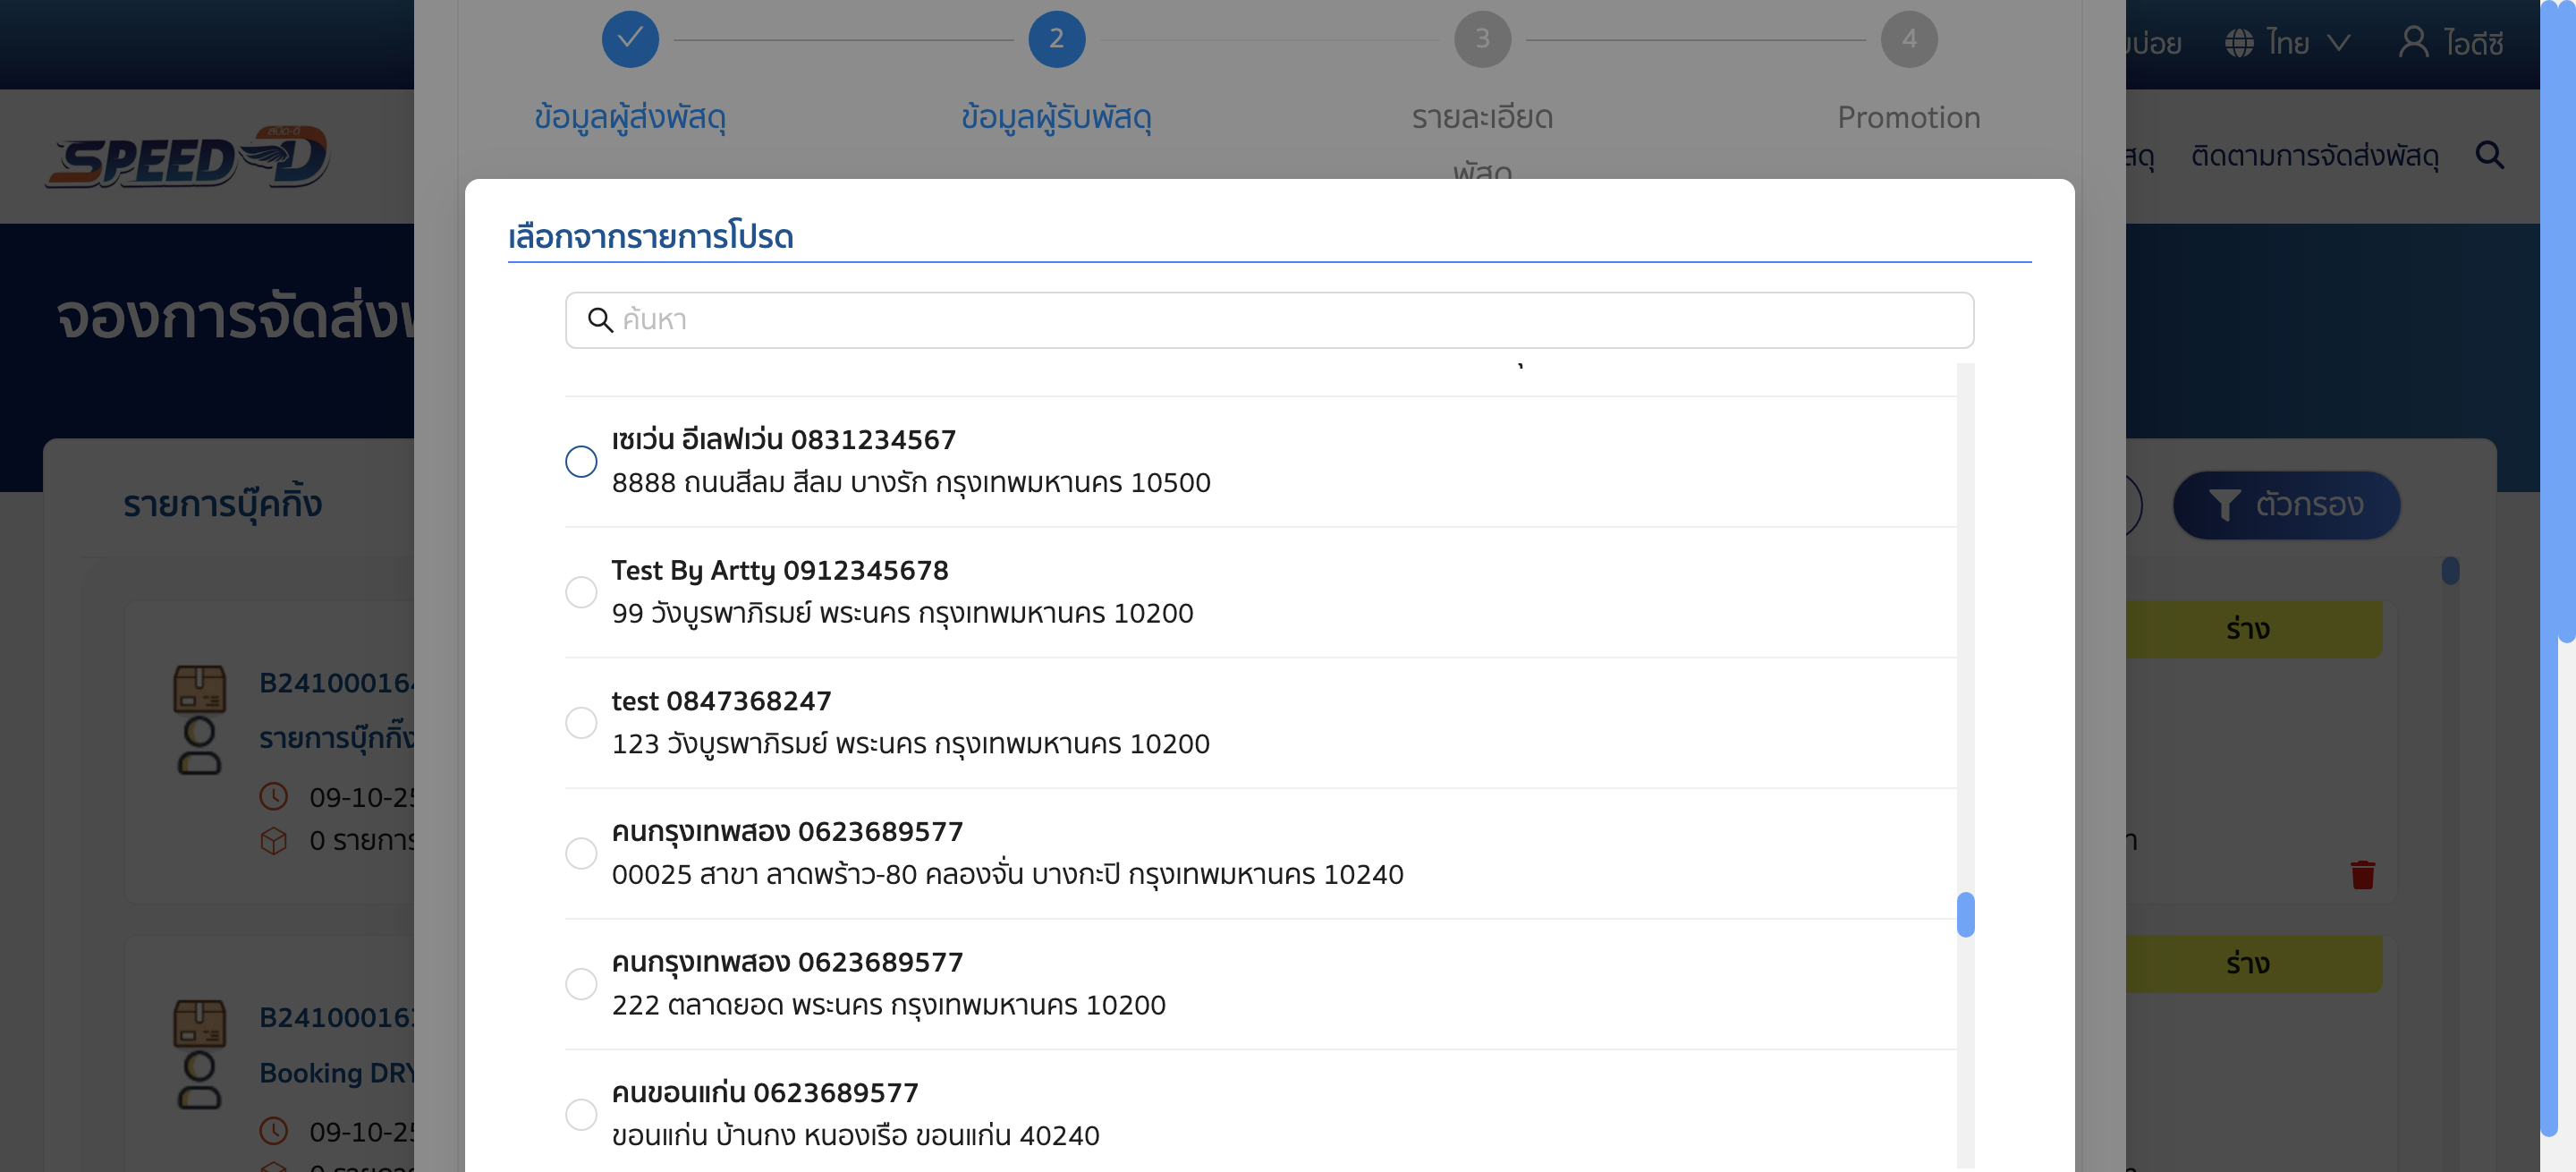 2
3
4
ไทย
ไอดีซี
ข้อมูลผู้ส่งพัสดุ
ข้อมูลผู้รับพัสดุ
รายละเอียด
พัสดุ
Promotion
SPEED-D
สปีด-ดี
ติดตามการจัดส่งพัสดุ
เลือกจากรายการโปรด
ค้นหา
จองการจัดส่ง
เซเว่น อีเลฟเว่น 0831234567
8888 ถนนสีลม สีลม บางรัก กรุงเทพมหานคร 10500
รายการบุ๊คกิ้ง
ตัวกรอง
Test By Artty 0912345678
99 วังบูรพาภิรมย์ พระนคร กรุงเทพมหานคร 10200
ร่าง
test 0847368247
123 วังบูรพาภิรมย์ พระนคร กรุงเทพมหานคร 10200
B24100016
รายการบุ๊กกิ๊ง
09-10-25
0 รายการ
คนกรุงเทพสอง 0623689577
00025 สาขา ลาดพร้าว-80 คลองจั่น บางกะปิ กรุงเทพมหานคร 10240
คนกรุงเทพสอง 0623689577
222 ตลาดยอด พระนคร กรุงเทพมหานคร 10200
ร่าง
B24100016
Booking DRY
09-10-25
คนขอนแก่น 0623689577
ขอนแก่น บ้านกง หนองเรือ ขอนแก่น 40240